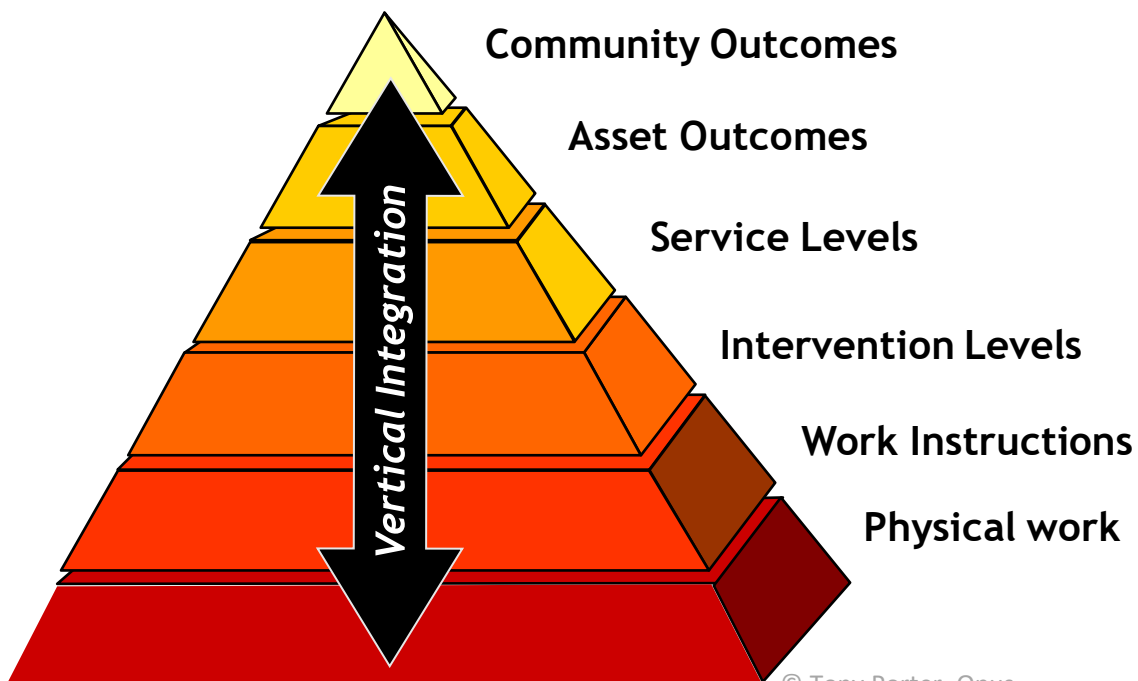 Community Outcomes
Asset Outcomes
Service Levels
Intervention Levels
Work Instructions
Physical work
Vertical Integration
©